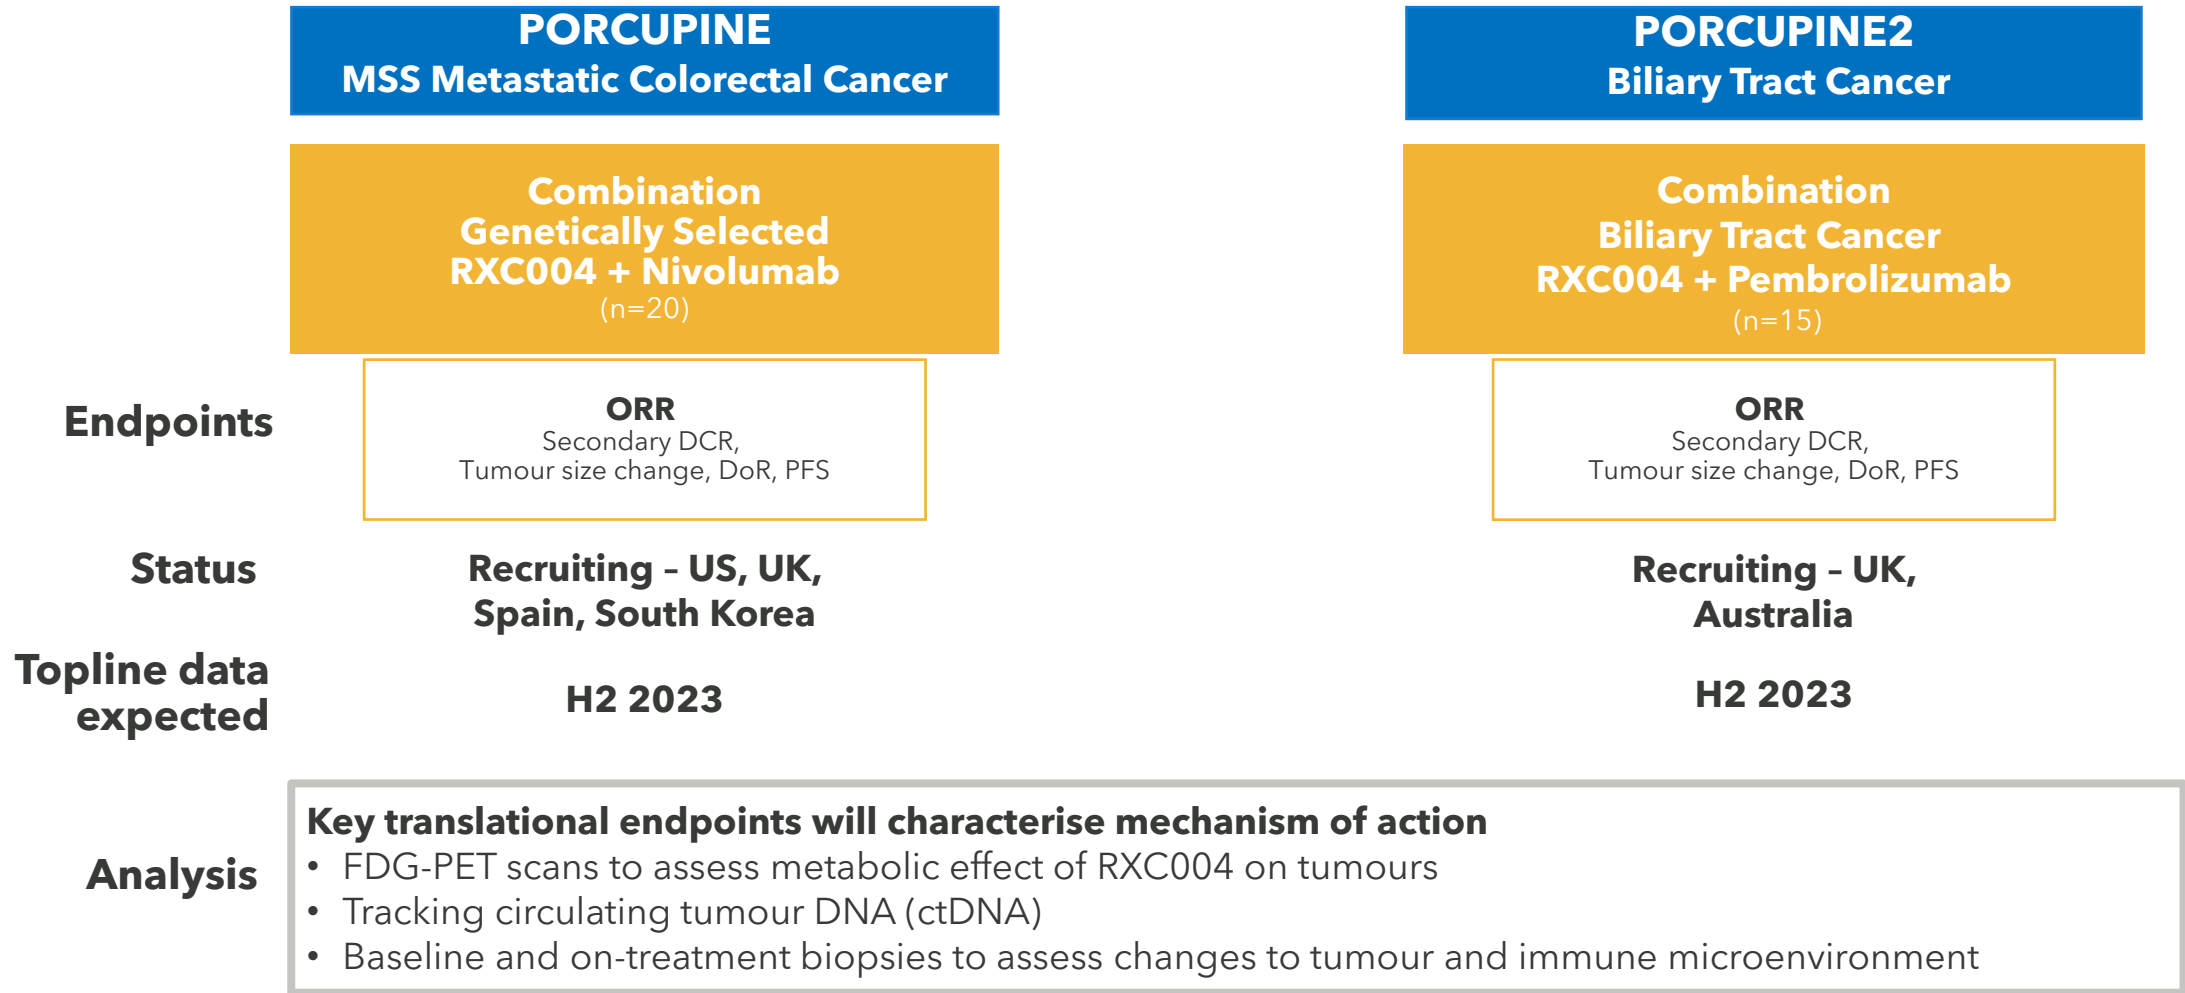 PORCUPINE
MSS Metastatic Colorectal Cancer
PORCUPINE2
Biliary Tract Cancer
Combination
Genetically Selected
RXC004 + Nivolumab
(n=20)
Combination
Biliary Tract Cancer
RXC004 + Pembrolizumab
(n=15)
Endpoints
ORR
Secondary DCR,
Tumour size change, DoR, PFS
ORR
Secondary DCR,
Tumour size change, DoR, PFS
Status
Recruiting – US, UK,
Spain, South Korea
Recruiting – UK,
Australia
Topline data
expected
H2 2023
H2 2023
Analysis
Key translational endpoints will characterise mechanism of action
• FDG-PET scans to assess metabolic effect of RXC004 on tumours
• Tracking circulating tumour DNA (ctDNA)
• Baseline and on-treatment biopsies to assess changes to tumour and immune microenvironment